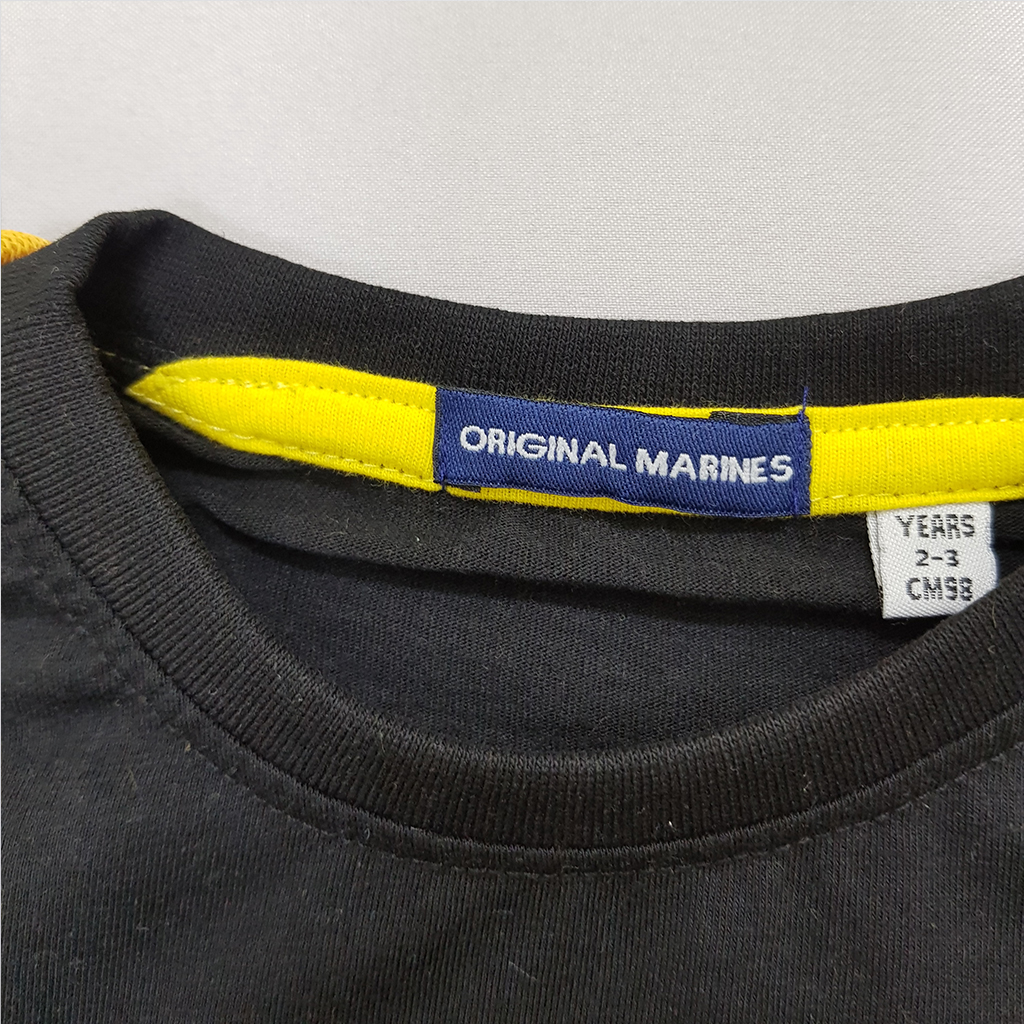 ORIGINAL MARINES
YEARS
2-3
CM98